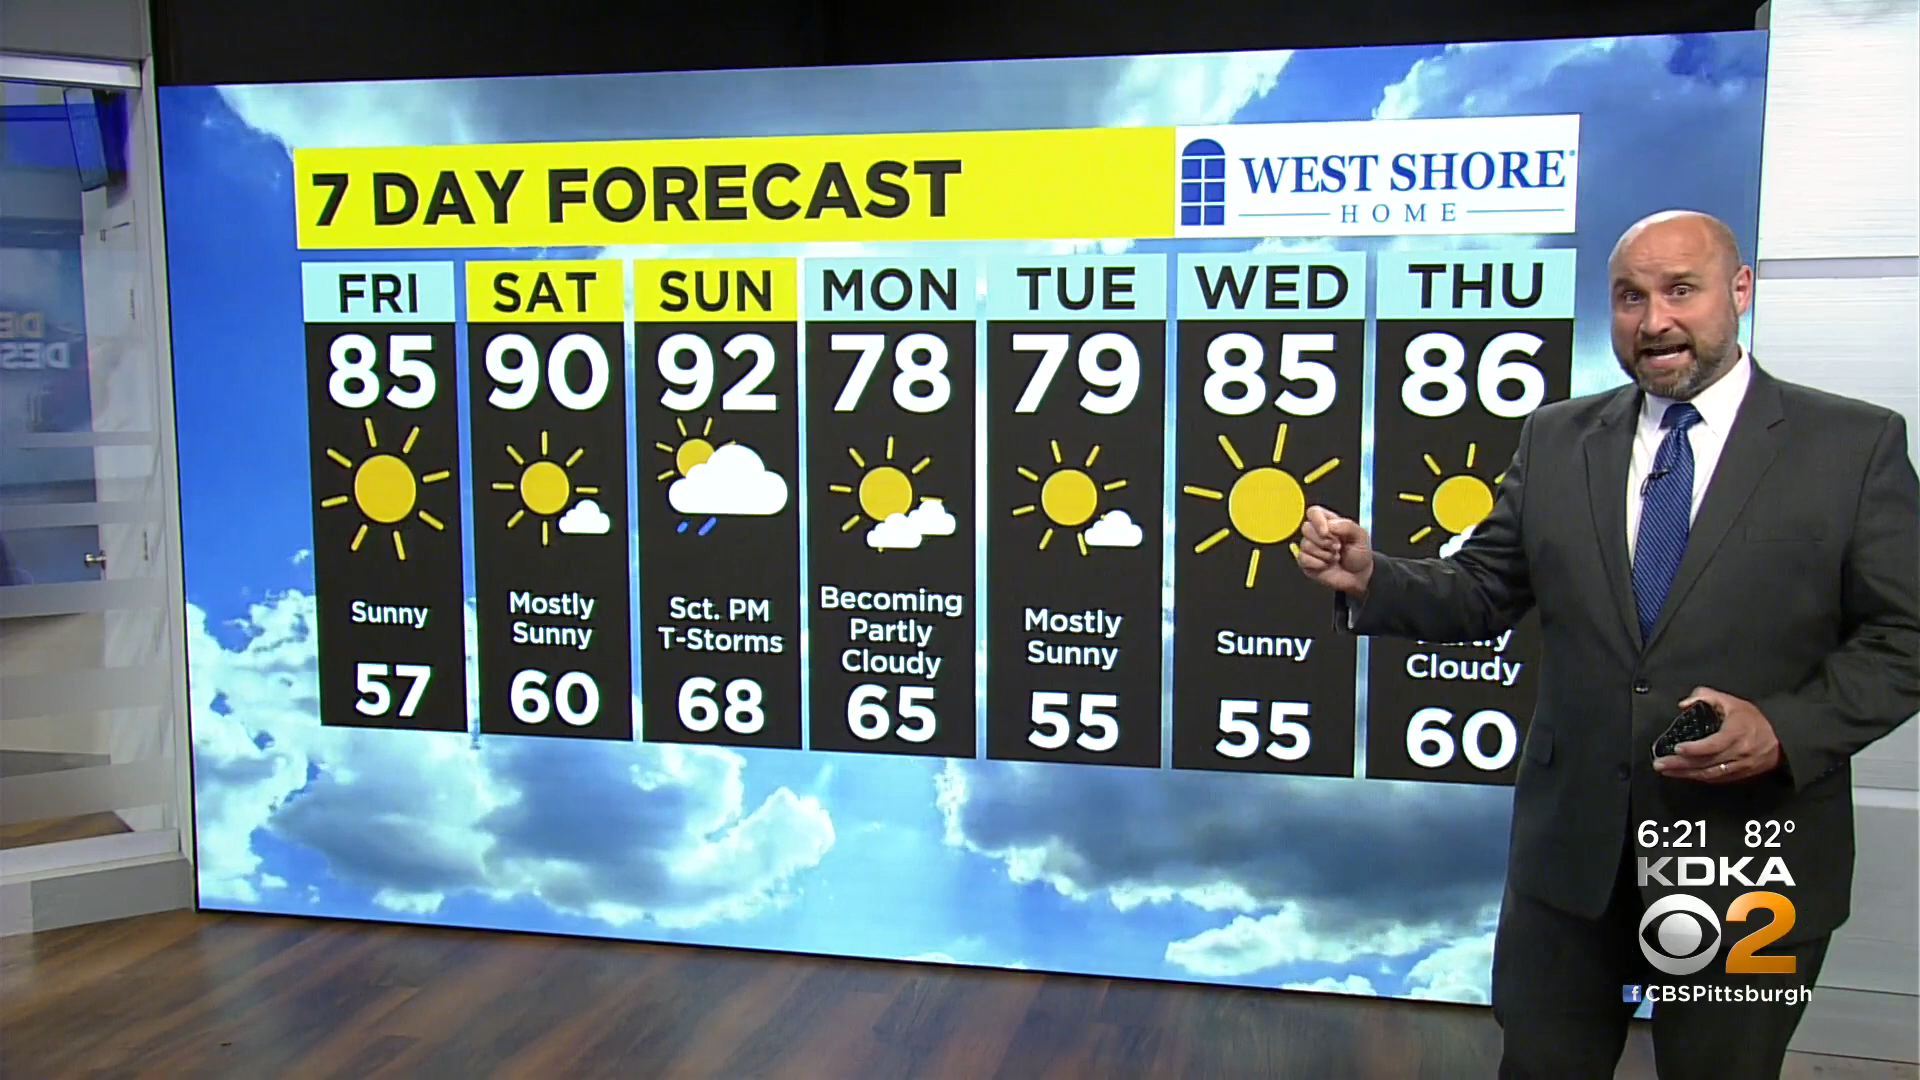 7 DAY FORECAST
WEST SHORE
HOME
FRI SAT SUN MON TUE WED THU
85 90 92 78 79 85 86
Sunny
Mostly
Sunny
Sct. PM
T-Storms
Becoming
Partly
Cloudy
Mostly
Sunny
Sunny
Cloudy
57 60 68 65 55 55 60
6:21 82°
KDKA
2
CBSPittsburgh